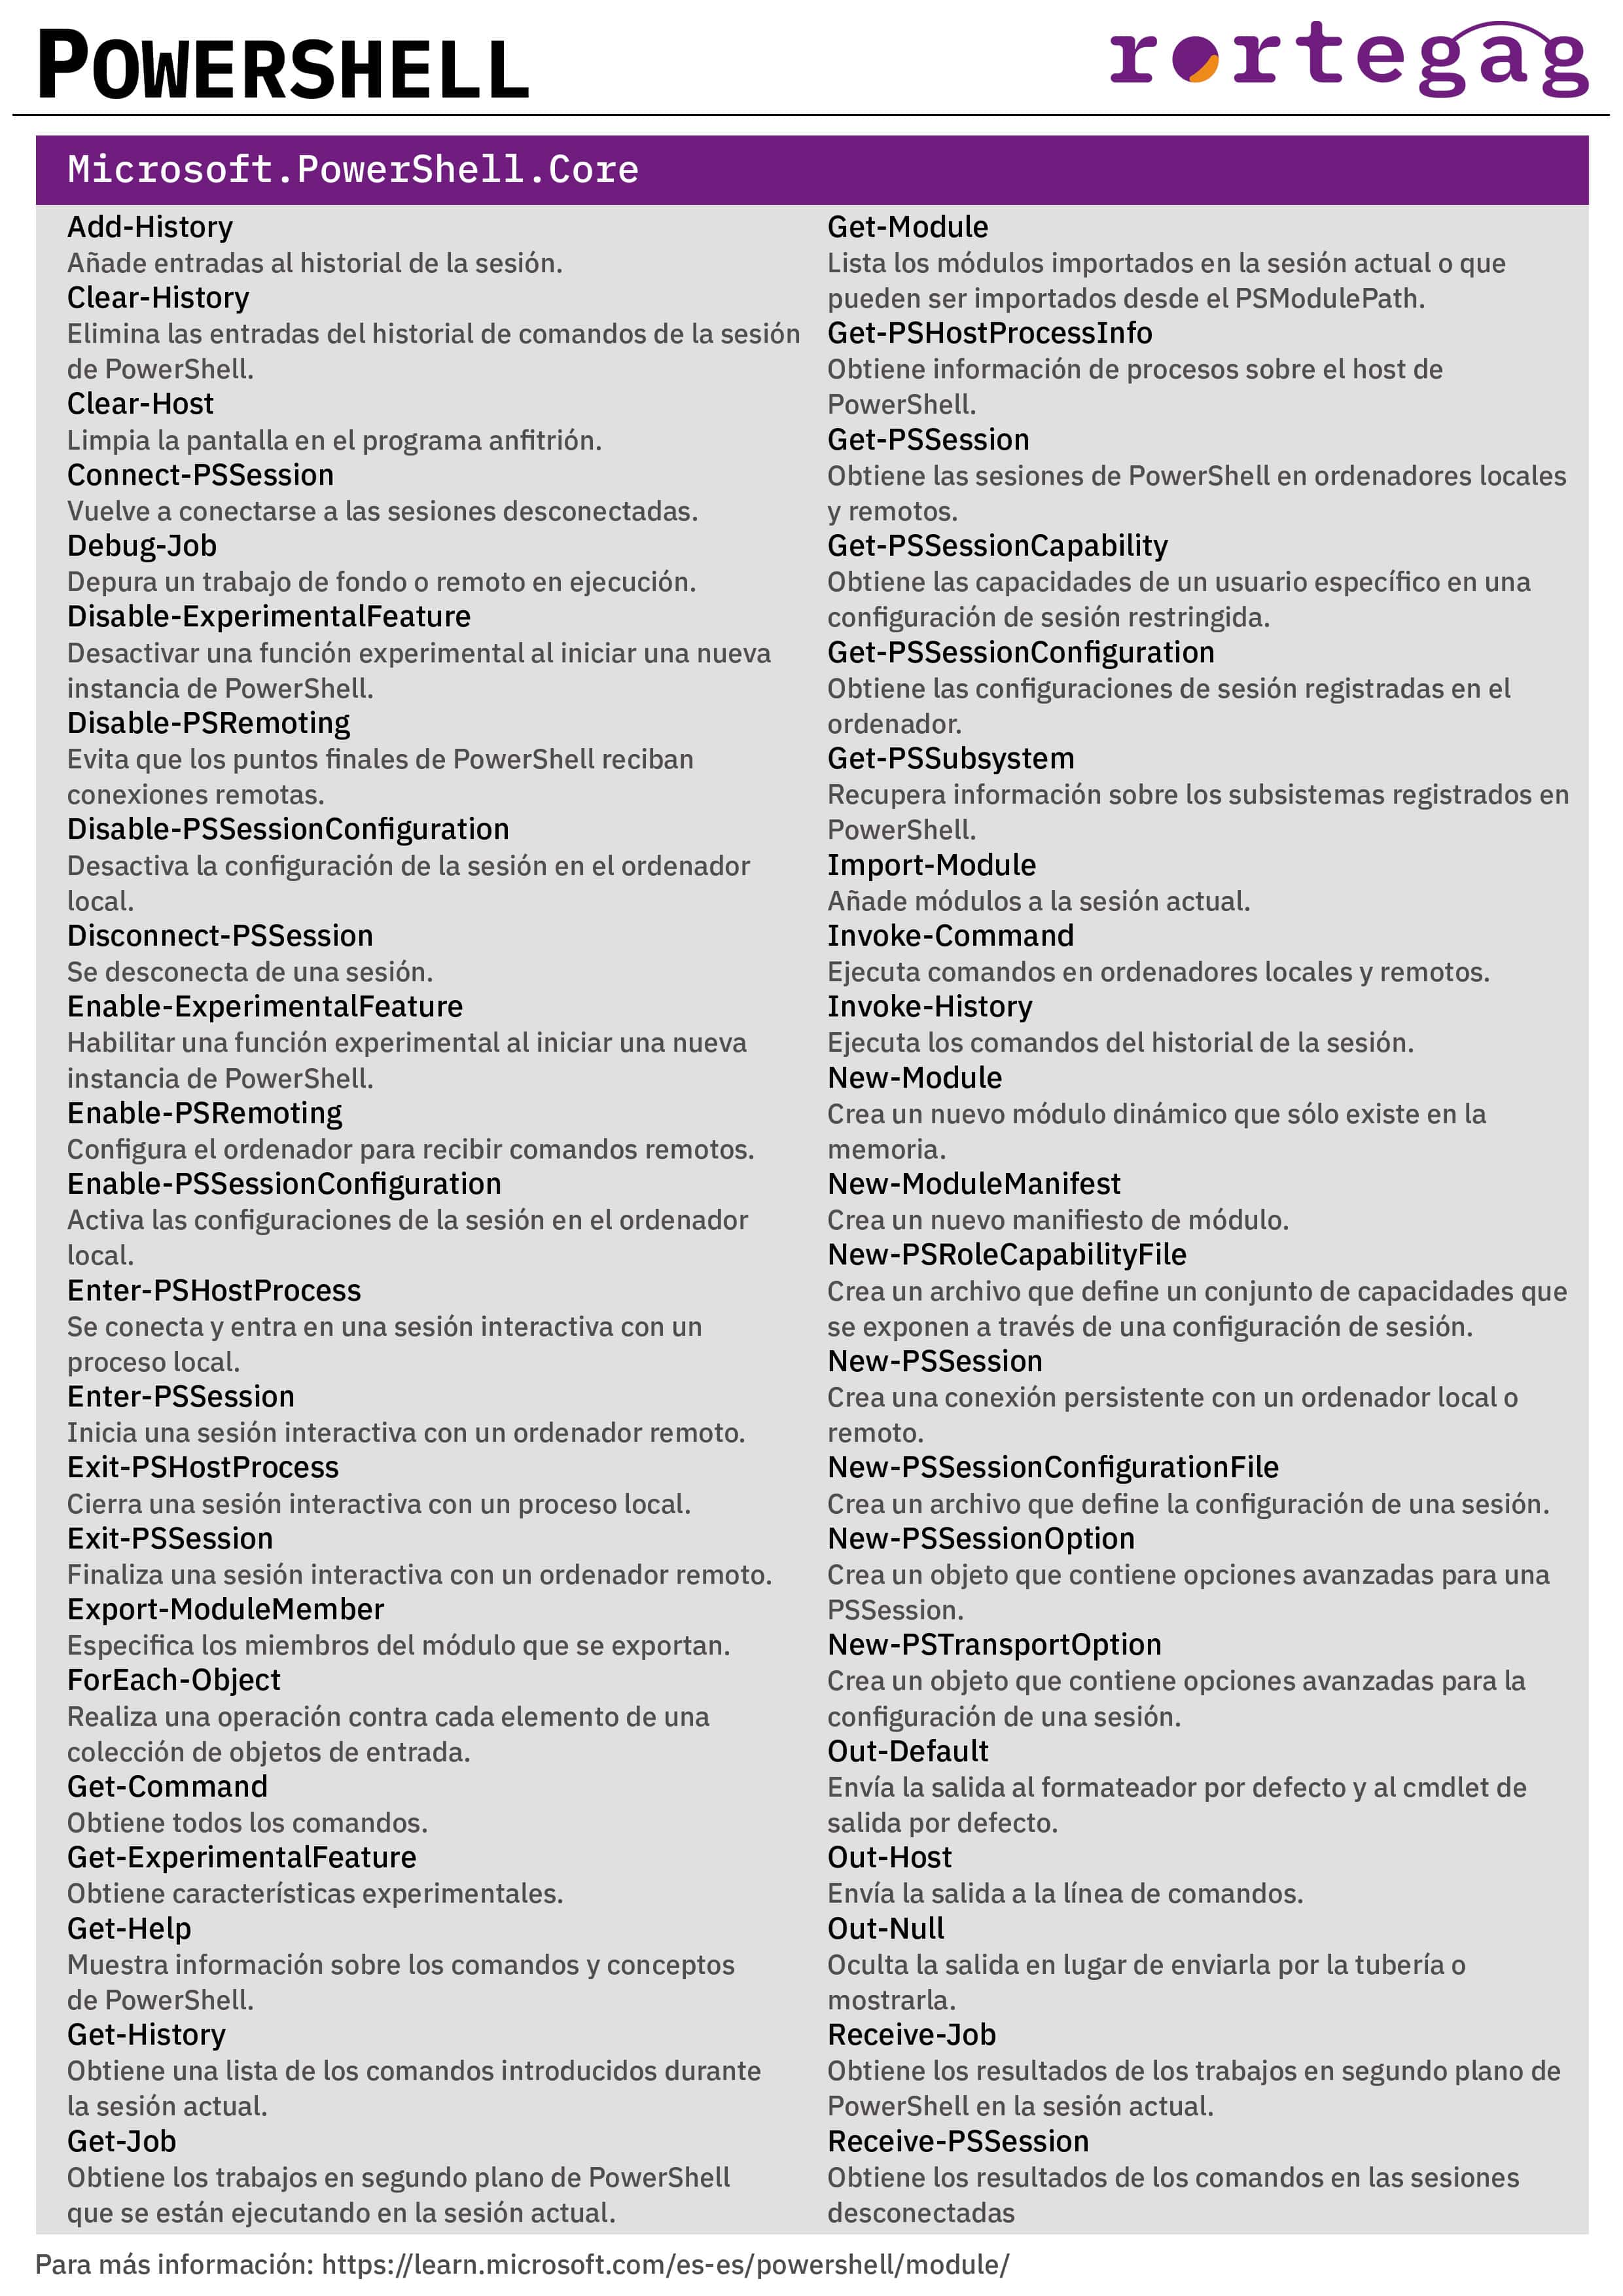 POWERSHELL
rortegag
Microsoft.PowerShell.Core
Add-History
Añade entradas al historial de la sesión.
Clear-History
Elimina las entradas del historial de comandos de la sesión
de PowerShell.
Clear-Host
Limpia la pantalla en el programa anfitrión.
Connect-PSSession
Vuelve a conectarse a las sesiones desconectadas.
Debug-Job
Depura un trabajo de fondo o remoto en ejecución.
Disable-ExperimentalFeature
Desactivar una función experimental al iniciar una nueva
instancia de PowerShell.
Disable-PSRemoting
Evita que los puntos finales de PowerShell reciban
conexiones remotas.
Disable-PSSessionConfiguration
Desactiva la configuración de la sesión en el ordenador
local.
Disconnect-PSSession
Se desconecta de una sesión.
Enable-ExperimentalFeature
Habilitar una función experimental al iniciar una nueva
instancia de PowerShell.
Enable-PSRemoting
Configura el ordenador para recibir comandos remotos.
Enable-PSSessionConfiguration
Activa las configuraciones de la sesión en el ordenador
local.
Enter-PSHostProcess
Se conecta y entra en una sesión interactiva con un
proceso local.
Enter-PSSession
Inicia una sesión interactiva con un ordenador remoto.
Exit-PSHostProcess
Cierra una sesión interactiva con un proceso local.
Exit-PSSession
Finaliza una sesión interactiva con un ordenador remoto.
Export-ModuleMember
Especifica los miembros del módulo que se exportan.
ForEach-Object
Realiza una operación contra cada elemento de una
colección de objetos de entrada.
Get-Command
Obtiene todos los comandos.
Get-ExperimentalFeature
Obtiene características experimentales.
Get-Help
Muestra información sobre los comandos y conceptos
de PowerShell.
Get-History
Obtiene una lista de los comandos introducidos durante
la sesión actual.
Get-Job
Obtiene los trabajos en segundo plano de PowerShell
que se están ejecutando en la sesión actual.
Get-Module
Lista los módulos importados en la sesión actual o que
pueden ser importados desde el PSModulePath.
Get-PSHostProcessInfo
Obtiene información de procesos sobre el host de
PowerShell.
Get-PSSession
Obtiene las sesiones de PowerShell en ordenadores locales
y remotos.
Get-PSSessionCapability
Obtiene las capacidades de un usuario específico en una
configuración de sesión restringida.
Get-PSSessionConfiguration
Obtiene las configuraciones de sesión registradas en el
ordenador.
Get-PSSubsystem
Recupera información sobre los subsistemas registrados en
PowerShell.
Import-Module
Añade módulos a la sesión actual.
Invoke-Command
Ejecuta comandos en ordenadores locales y remotos.
Invoke-History
Ejecuta los comandos del historial de la sesión.
New-Module
Crea un nuevo módulo dinámico que sólo existe en la
memoria.
New-ModuleManifest
Crea un nuevo manifiesto de módulo.
New-PSRoleCapabilityFile
Crea un archivo que define un conjunto de capacidades que
se exponen a través de una configuración de sesión.
New-PSSession
Crea una conexión persistente con un ordenador local o
remoto.
New-PSSessionConfigurationFile
Crea un archivo que define la configuración de una sesión.
New-PSSessionOption
Crea un objeto que contiene opciones avanzadas para una
PSSession.
New-PSTransportOption
Crea un objeto que contiene opciones avanzadas para la
configuración de una sesión.
Out-Default
Envía la salida al formateador por defecto y al cmdlet de
salida por defecto.
Out-Host
Envía la salida a la línea de comandos.
Out-Null
Oculta la salida en lugar de enviarla por la tubería o
mostrarla.
Receive-Job
Obtiene los resultados de los trabajos en segundo plano de
PowerShell en la sesión actual.
Receive-PSSession
Obtiene los resultados de los comandos en las sesiones
desconectadas
Para más información: https://learn.microsoft.com/es-es/powershell/module/